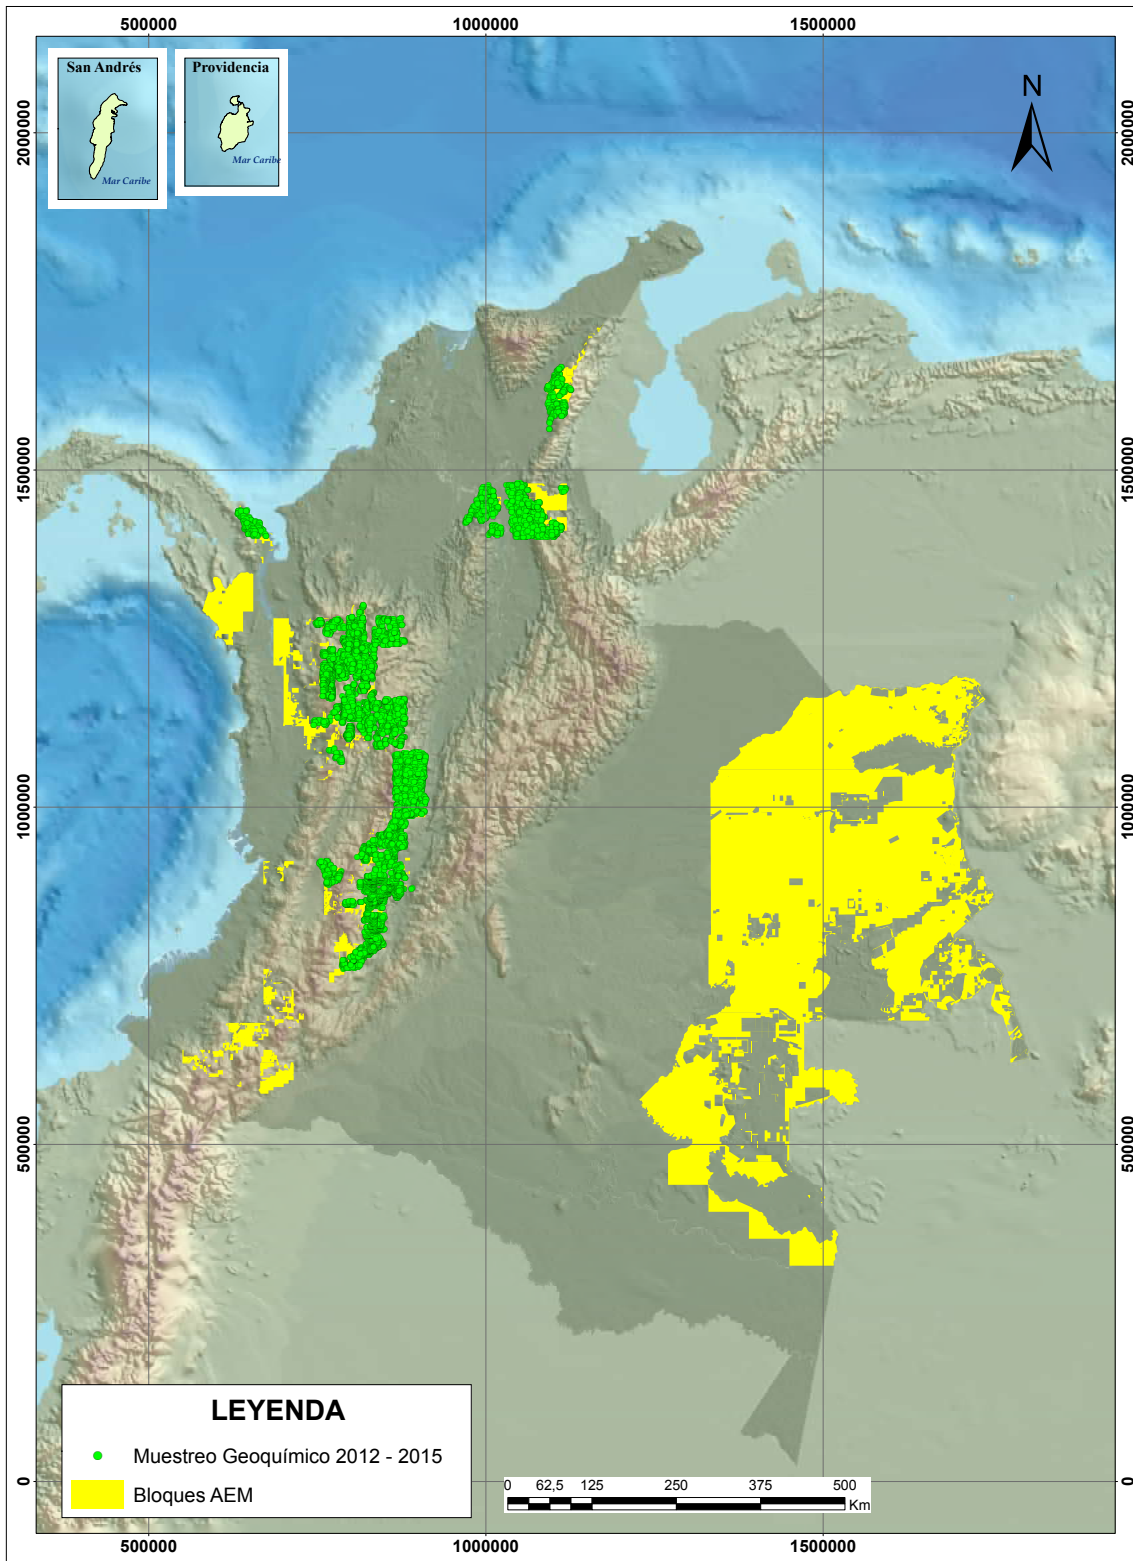 500000 1000000 1500000
San Andrés
Mar Caribe
Providencia
Mar Caribe
N
2000000 2000000
1500000 1500000
1000000 1000000
500000 500000
0 0
LEYENDA
Muestreo Geoquímico 2012 - 2015
Bloques AEM
0 62,5 125 250 375 500
Km
500000 1000000 1500000